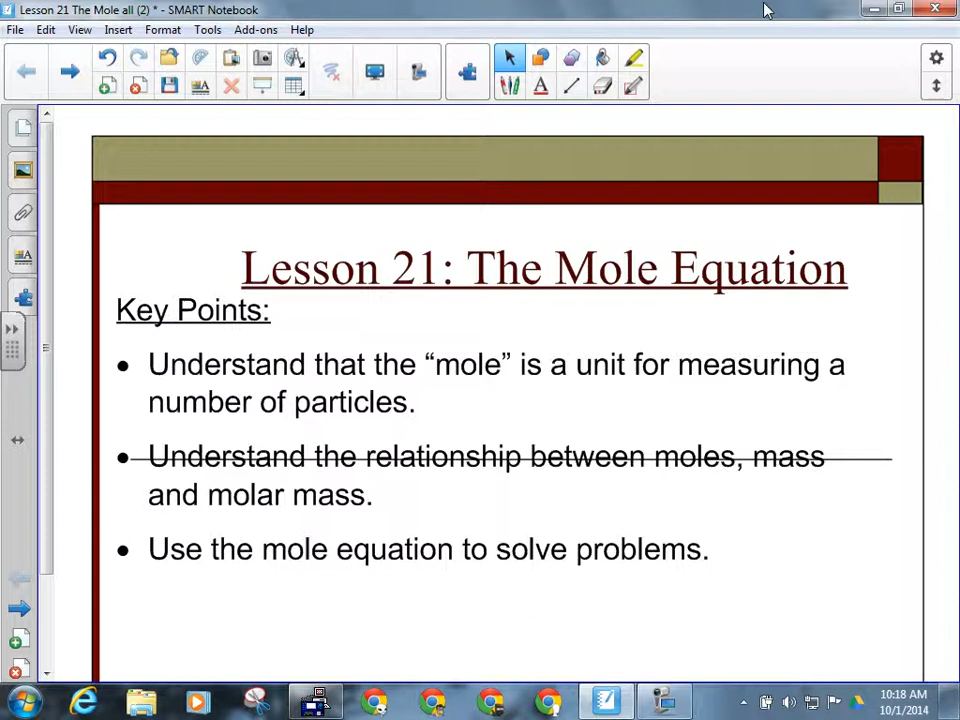 Lesson 21 The Mole all (2) * - SMART Notebook
File Edit View Insert Format Tools Add-ons Help
Lesson 21: The Mole Equation
Key Points:
• Understand that the “mole” is a unit for measuring a
number of particles.
• Understand the relationship between moles, mass
and molar mass.
• Use the mole equation to solve problems.
10:18 AM
10/1/2014